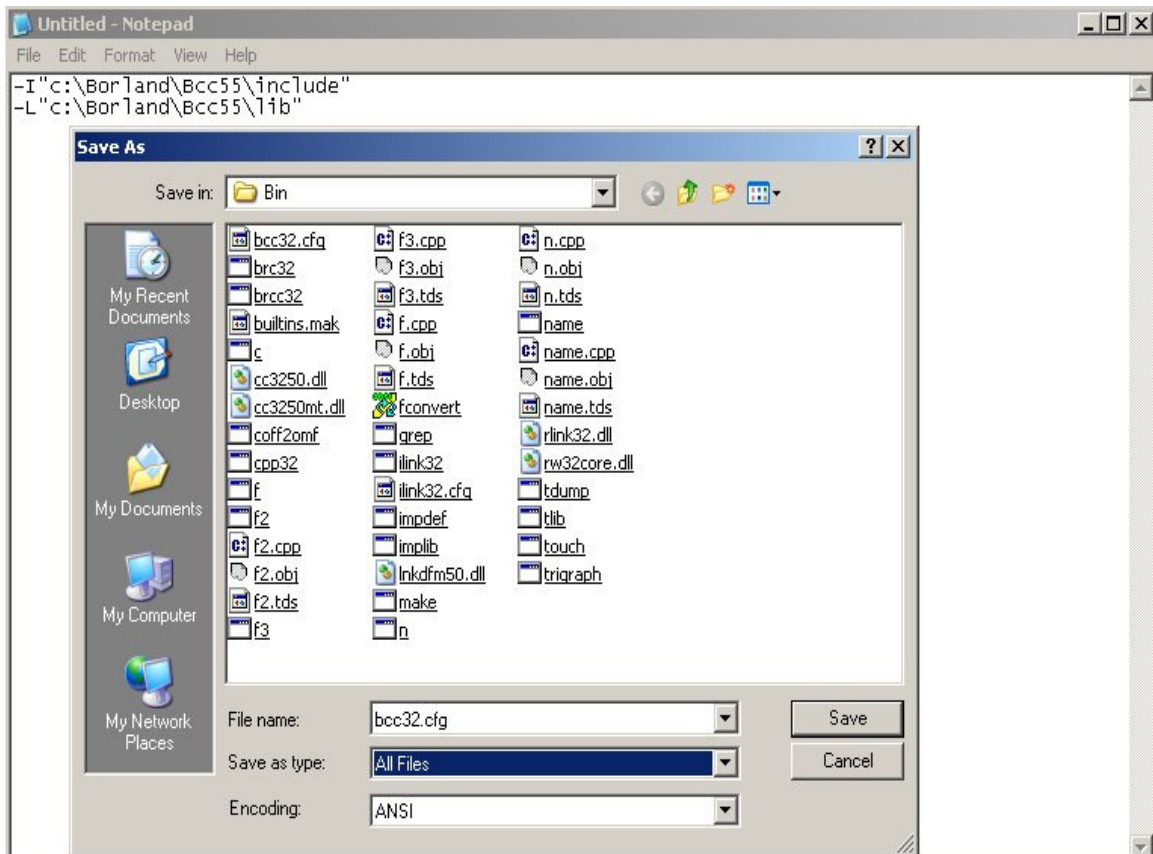 Untitled - Notepad
File Edit Format View Help
-I"c:\Borland\Bcc55\include"
-L"c:\Borland\Bcc55\lib"
Save As
Save in: Bin
My Recent Documents
Desktop
My Documents
My Computer
My Network Places
bcc32.cfg
brc32
brcc32
builtins.mak
c
cc3250.dll
cc3250mt.dll
coff2omf
cpp32
f
f2
f2.cpp
f2.obj
f2.tds
f3
f3.cpp
f3.obj
f3.tds
f.cpp
f.obj
f.tds
fconvert
grep
ilink32
ilink32.cfg
impdef
implib
lnkdfm50.dll
make
n
n.cpp
n.obj
n.tds
name
name.cpp
name.obj
name.tds
rlink32.dll
rw32core.dll
tdump
tlib
touch
trigraph
File name: bcc32.cfg Save
Save as type: All Files Cancel
Encoding: ANSI